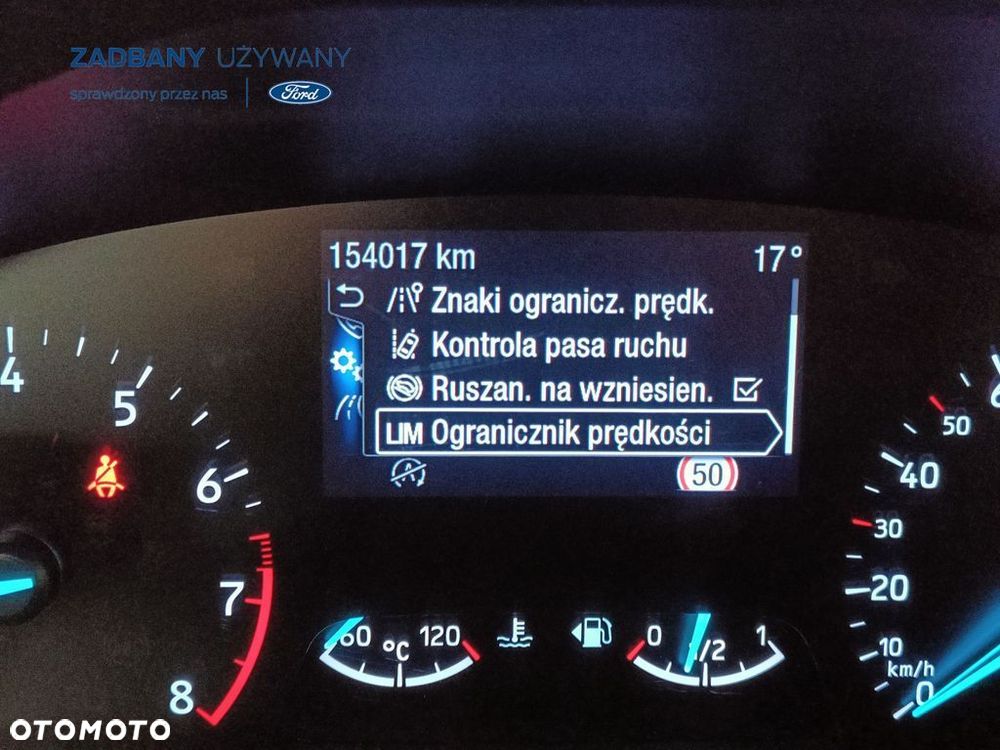 ZADBANY UŻYWANY
sprawdzony przez nas
Ford
154017 km 17°
Znaki ogranicz. prędk.
Kontrola pasa ruchu
Ruszan. na wzniesien.
LIM Ogranicznik prędkości
50
4
5
6
7
8
60 °C 120
0 1/2 1
50
40
30
20
10
km/h
0
OTOMOTO